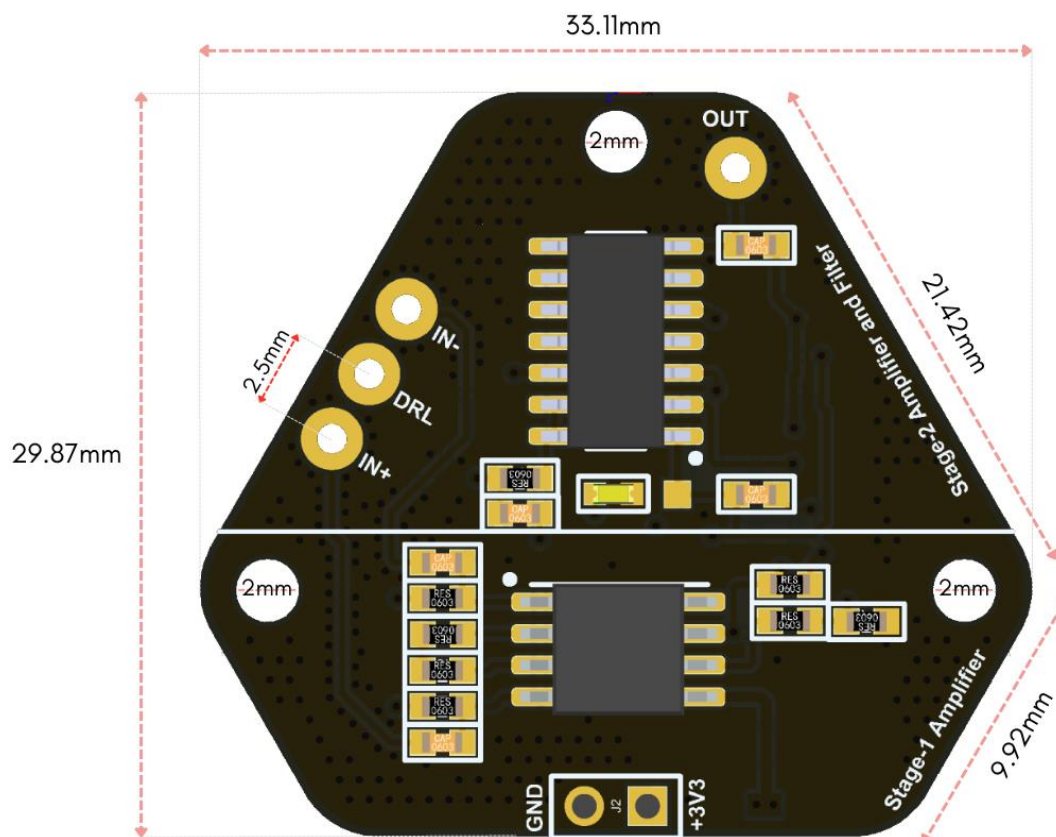 33.11mm
OUT
2mm
CAP
0603
21.42mm
Stage-2 Amplifier and Filter
IN-
2.5mm
DRL
IN+
29.87mm
RES
0603
CAP
0603
CAP
0603
CAP
0603
RES
0603
RES
0603
RES
0603
RES
0603
CAP
0603
2mm
2mm
RES
0603
RES
0603
RES
0603
Stage-1 Amplifier
9.92mm
GND
J2
+3V3